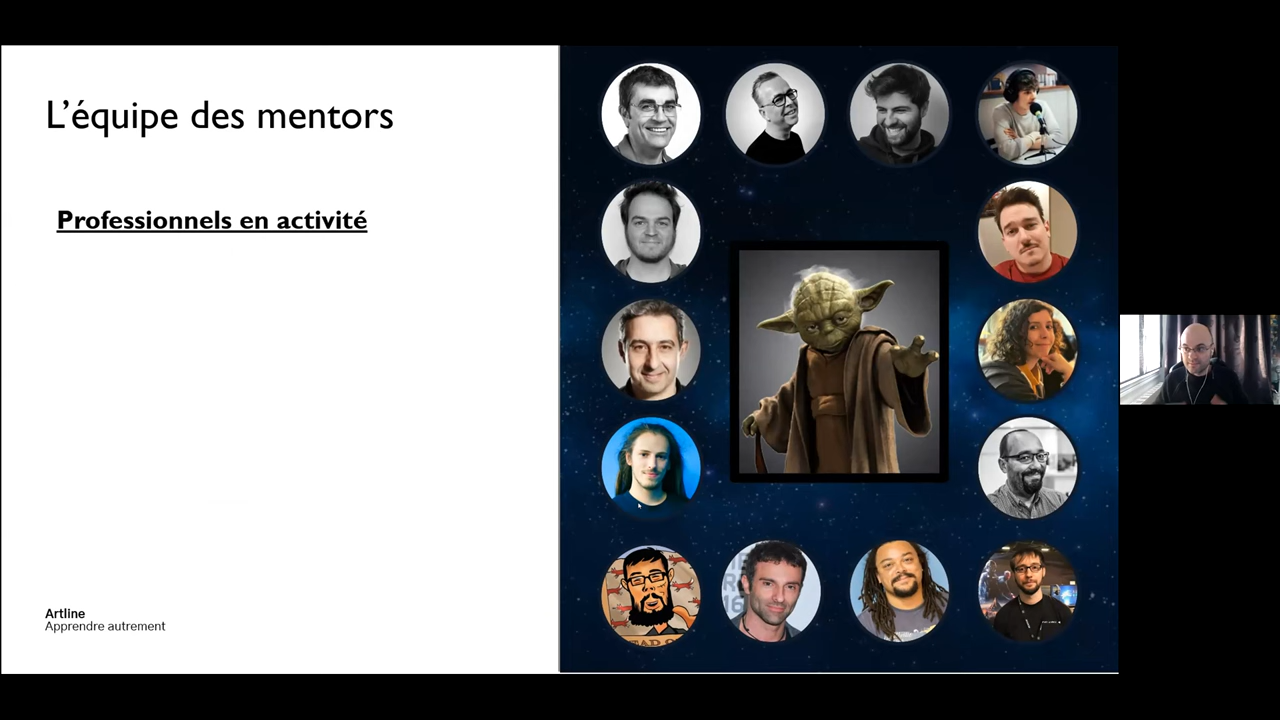 L'équipe des mentors
Professionnels en activité
Artline
Apprendre autrement